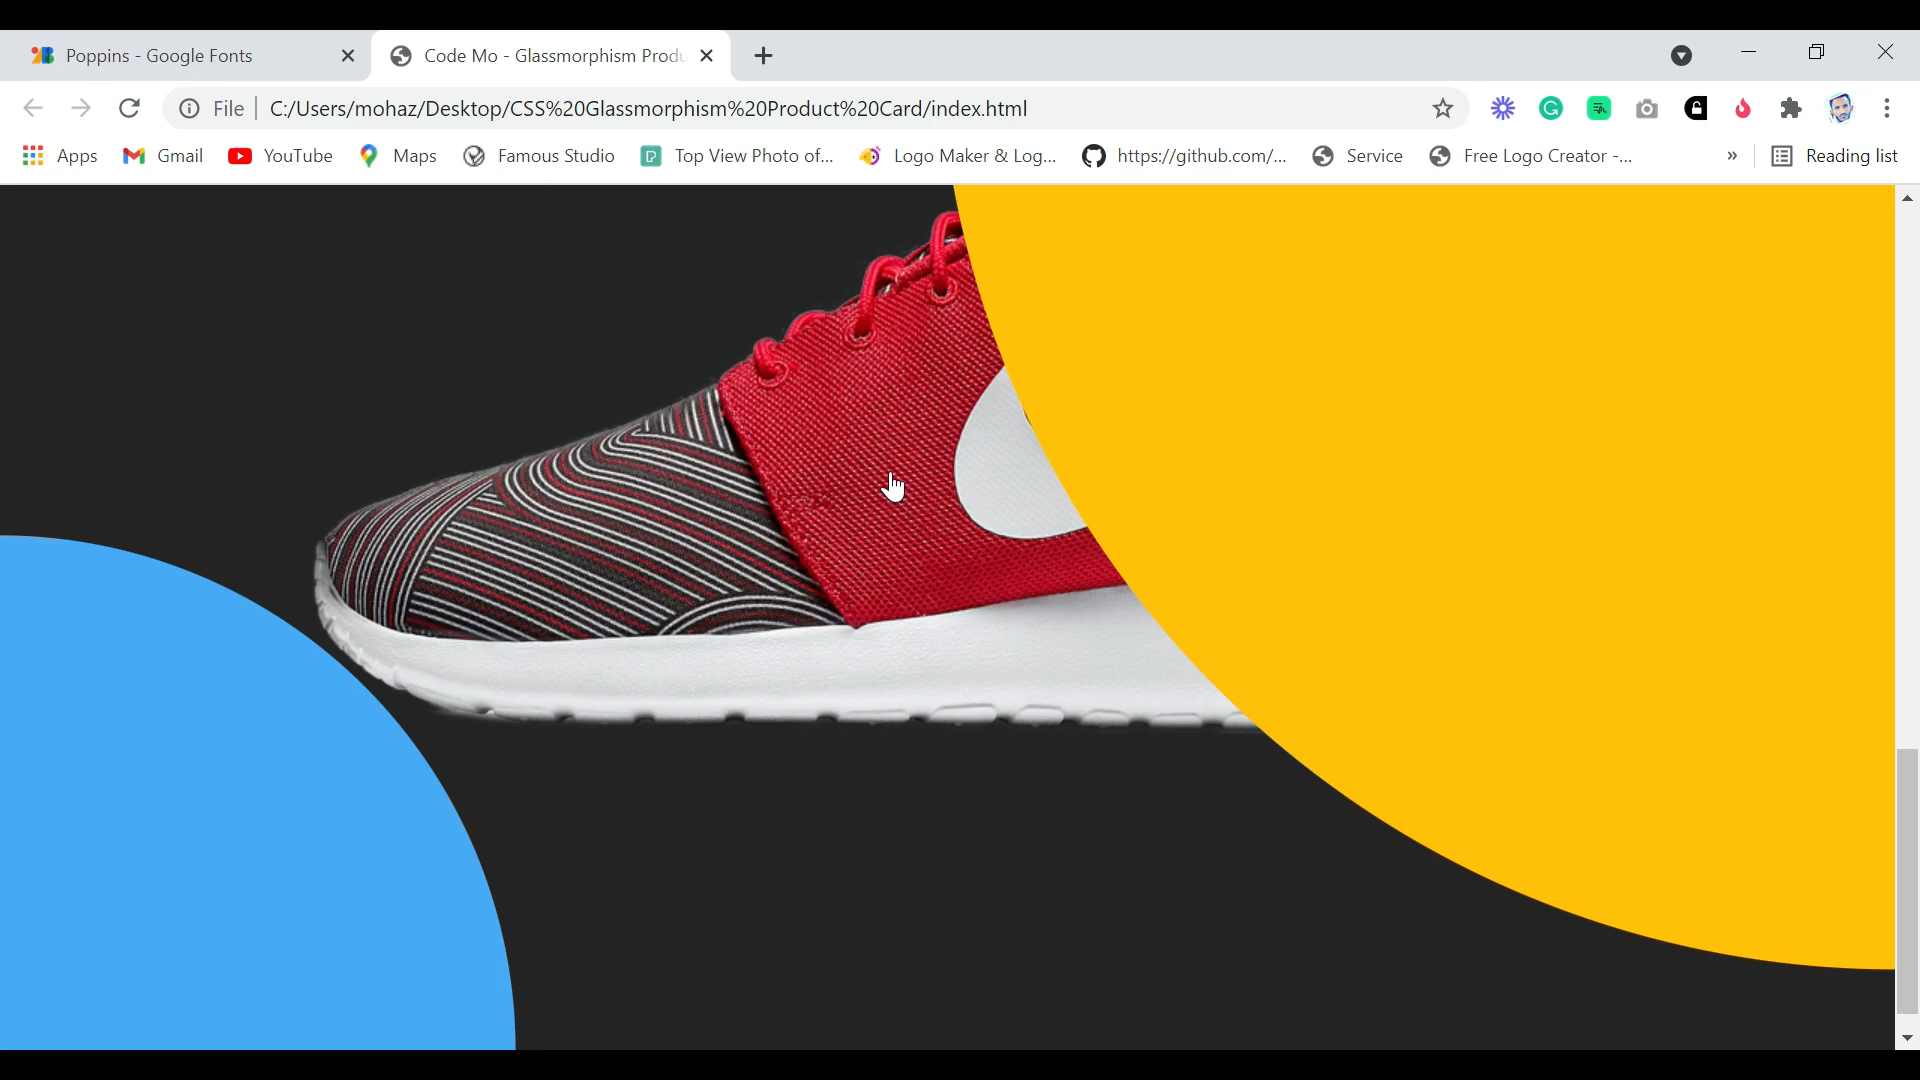 Poppins - Google Fonts
Code Mo - Glassmorphism Produ
File
C:/Users/mohaz/Desktop/CSS%20Glassmorphism%20Product%20Card/index.html
Apps
Gmail
YouTube
Maps
Famous Studio
Top View Photo of...
Logo Maker & Log...
https://github.com/...
Service
Free Logo Creator -...
»
Reading list